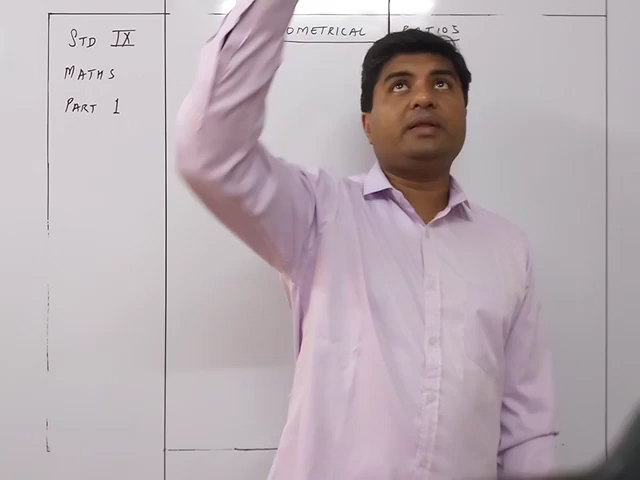 STD IX
MATHS
PART 1
OMETRICAL RATIOS